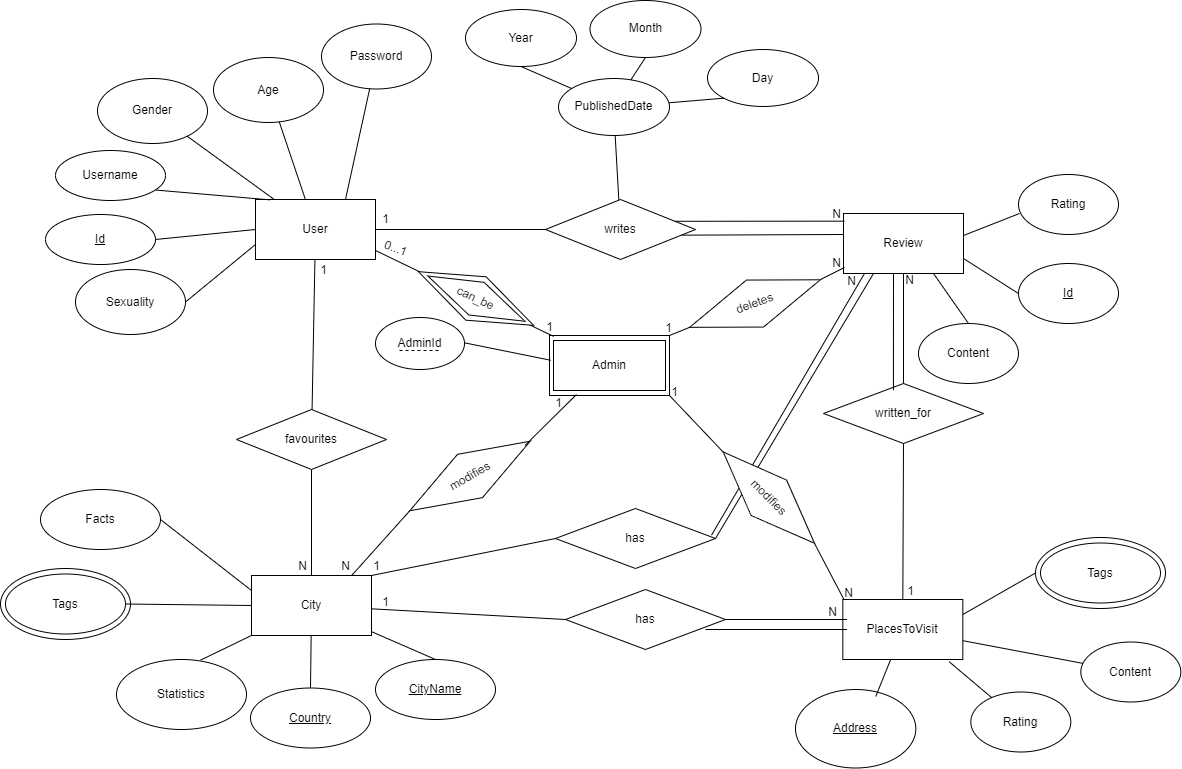 Year
Month
Day
PublishedDate
Password
Age
Gender
Username
Id
Sexuality
User
1
writes
N
Review
Rating
Id
Content
0...1
can_be
1
AdminId
Admin
1
deletes
N
N
N
1
1
1
favourites
modifies
modifies
written_for
has
N
N
1
City
Facts
Tags
Statistics
Country
CityName
1
has
N
N
1
PlacesToVisit
Tags
Content
Rating
Address